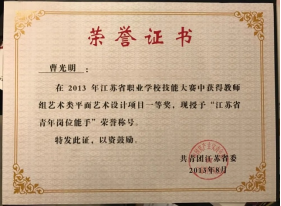 荣誉证书
曹光明：
在 2013 年江苏省职业学校技能大赛中获得教师
组艺术类平面艺术设计项目一等奖，现授予“江苏省
青年岗位能手”荣誉称号。
特发此证，以资鼓励。
共青团江苏省委
2013年8月